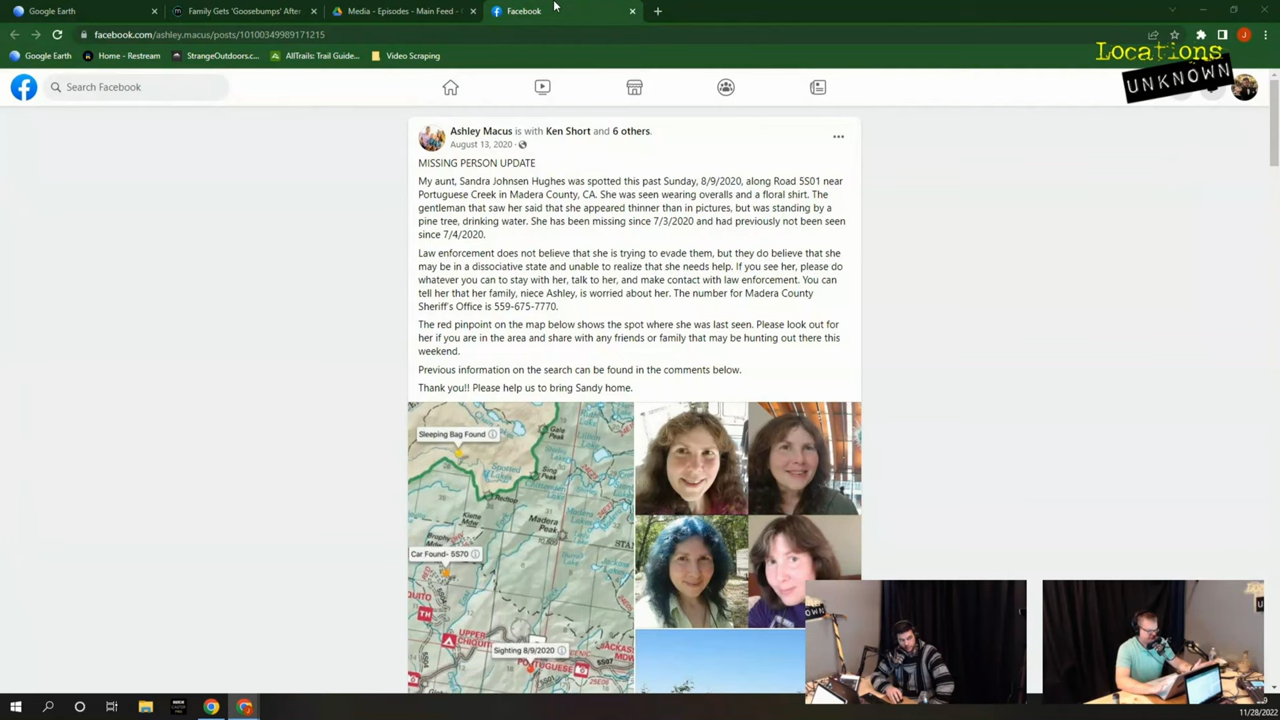 Google Earth
Family Gets 'Goosebumps' After
Media - Episodes - Main Feed -
Facebook
facebook.com/ashley.macus/posts/10100349989171215
Google Earth
Home - Restream
StrangeOutdoors.c...
AllTrails: Trail Guide...
Video Scraping
Locations
UNKNOWN
Search Facebook
Ashley Macus is with Ken Short and 6 others.
August 13, 2020 ·
MISSING PERSON UPDATE
My aunt, Sandra Johnsen Hughes was spotted this past Sunday, 8/9/2020, along Road 5S01 near
Portuguese Creek in Madera County, CA. She was seen wearing overalls and a floral shirt. The
gentleman that saw her said that she appeared thinner than in pictures, but was standing by a
pine tree, drinking water. She has been missing since 7/3/2020 and had previously not been seen
since 7/4/2020.
Law enforcement does not believe that she is trying to evade them, but they do believe that she
may be in a dissociative state and unable to realize that she needs help. If you see her, please do
whatever you can to stay with her, talk to her, and make contact with law enforcement. You can
tell her that her family, niece Ashley, is worried about her. The number for Madera County
Sheriff's Office is 559-675-7770.
The red pinpoint on the map below shows the spot where she was last seen. Please look out for
her if you are in the area and share with any friends or family that may be hunting out there this
weekend.
Previous information on the search can be found in the comments below.
Thank you!! Please help us to bring Sandy home.
Sleeping Bag Found
Gale
Peak
Spotted
Lakes
Sing
Peak
Redtop
Madera
Peak
Car Found- 5S70
TH
UPPER
Sighting 8/9/2020
5S07
11/28/2022